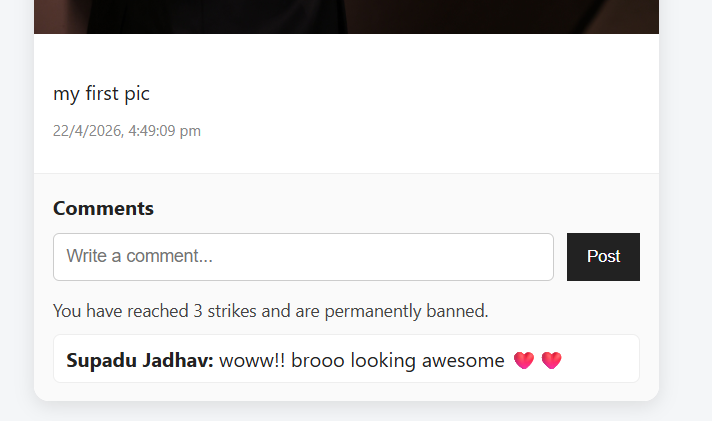 my first pic
22/4/2026, 4:49:09 pm
Comments
Write a comment...
Post
You have reached 3 strikes and are permanently banned.
Supadu Jadhav: woww!! brooo looking awesome 💗 💗